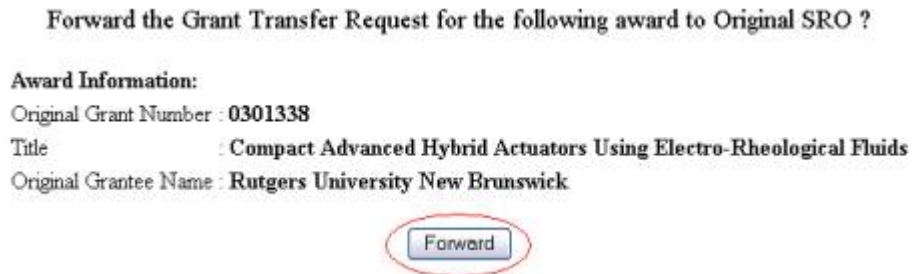 Forward the Grant Transfer Request for the following award to Original SRO ?
Award Information:
Original Grant Number : 0301338
Title : Compact Advanced Hybrid Actuators Using Electro-Rheological Fluids
Original Grantee Name : Rutgers University New Brunswick
Forward